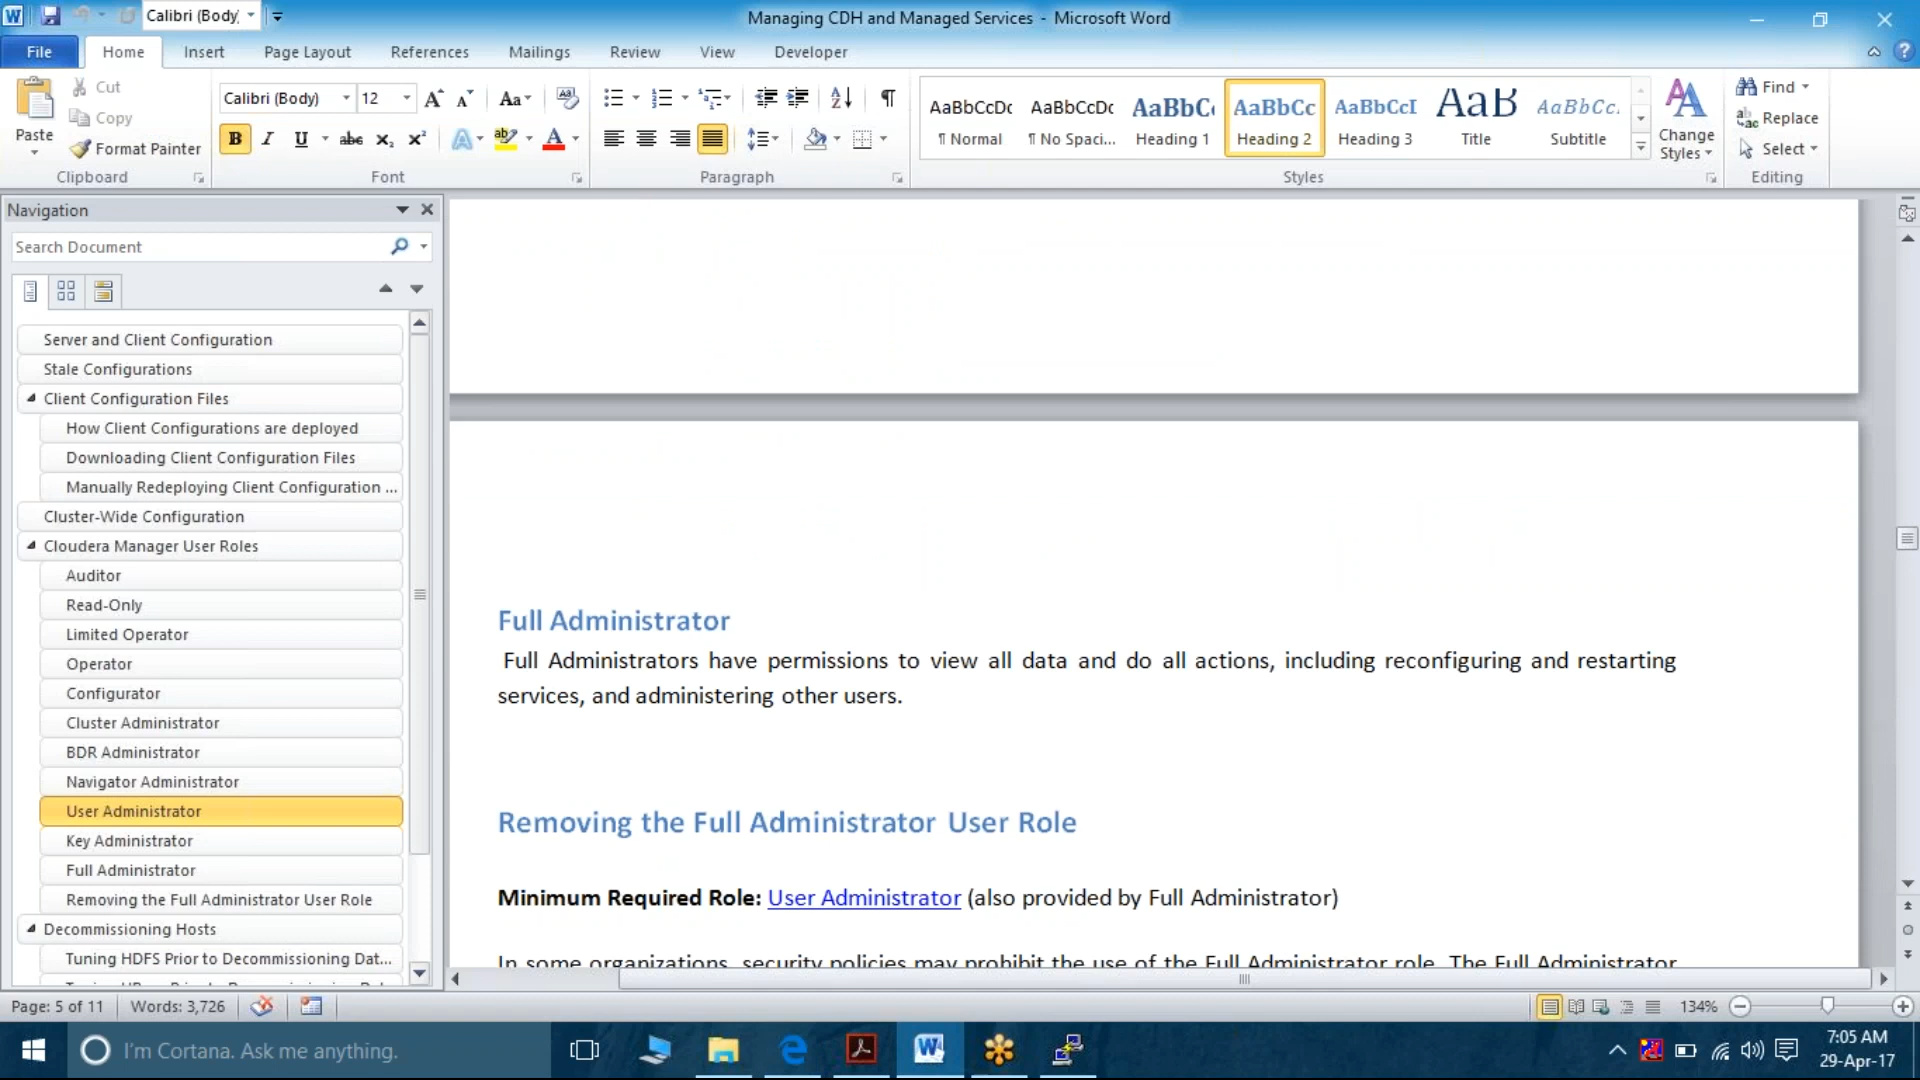 Calibri (Body)
Managing CDH and Managed Services - Microsoft Word
File Home Insert Page Layout References Mailings Review View Developer
Paste
Cut
Copy
Format Painter
Clipboard
Calibri (Body) 12
Font
Paragraph
AaBbCcDc AaBbCcDc AaBbC AaBbCc AaBbCcI AaB AaBbCc.
¶ Normal ¶ No Spaci... Heading 1 Heading 2 Heading 3 Title Subtitle
Styles
Change Styles
Find
Replace
Select
Editing
Navigation
Search Document
Server and Client Configuration
Stale Configurations
Client Configuration Files
How Client Configurations are deployed
Downloading Client Configuration Files
Manually Redeploying Client Configuration ...
Cluster-Wide Configuration
Cloudera Manager User Roles
Auditor
Read-Only
Limited Operator
Operator
Configurator
Cluster Administrator
BDR Administrator
Navigator Administrator
User Administrator
Key Administrator
Full Administrator
Removing the Full Administrator User Role
Decommissioning Hosts
Tuning HDFS Prior to Decommissioning Dat...
Full Administrator
Full Administrators have permissions to view all data and do all actions, including reconfiguring and restarting
services, and administering other users.
Removing the Full Administrator User Role
Minimum Required Role: User Administrator (also provided by Full Administrator)
In some organizations, security policies may prohibit the use of the Full Administrator role. The Full Administrator
Page: 5 of 11 Words: 3,726
134%
I'm Cortana. Ask me anything.
7:05 AM
29-Apr-17